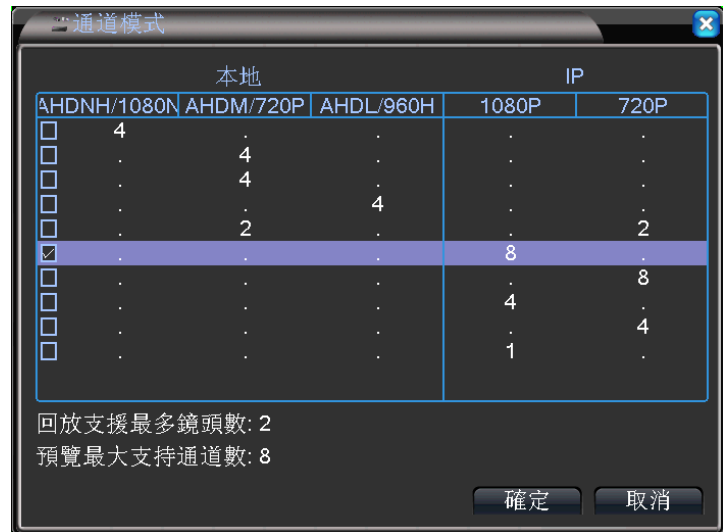 通道模式
本地 IP
AHDNH/1080N AHDM/720P AHDL/960H 1080P 720P
4 . . . .
. 4 . . .
. 4 . . .
. . 4 . .
. 2 . . 2
. . . 8 .
. . . . 8
. . . 4 .
. . . . 4
. . . 1 .
回放支援最多鏡頭數: 2
預覽最大支持通道數: 8
確定 取消